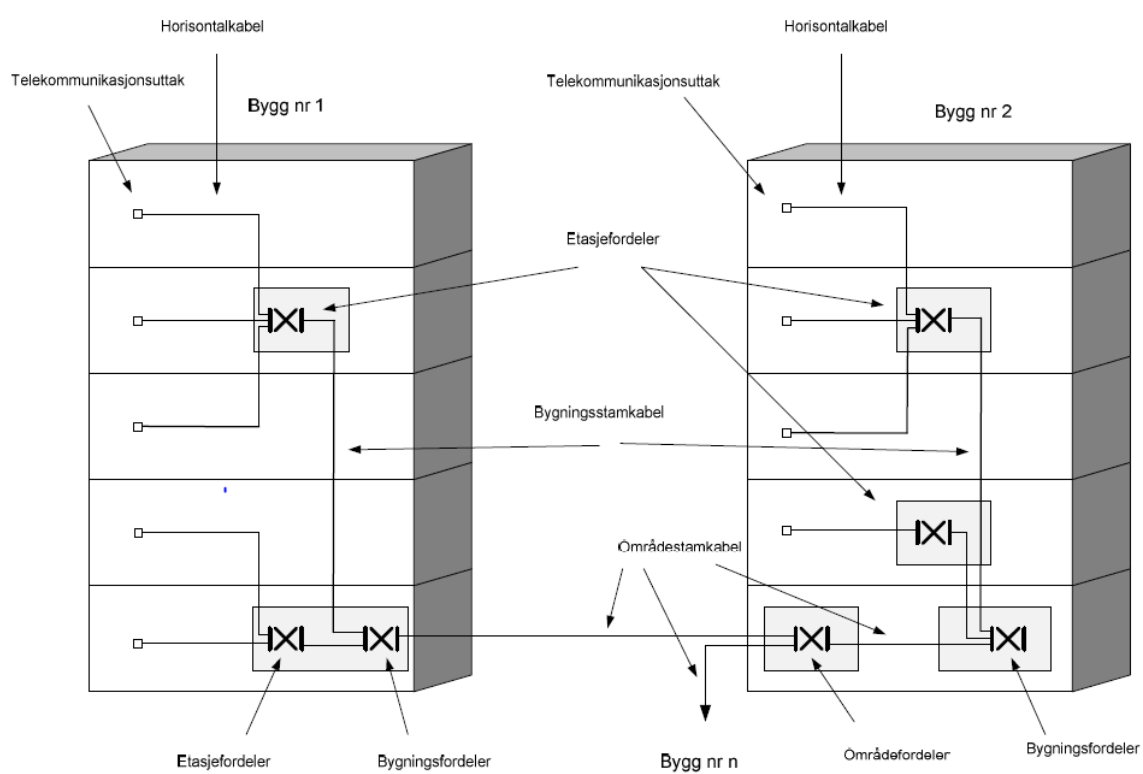 Horisontalkabel
Horisontalkabel
Telekommunikasjonsuttak
Telekommunikasjonsuttak
Bygg nr 1
Bygg nr 2
Etasjefordeler
Bygningsstamkabel
Områdestamkabel
Etasjefordeler
Bygningsfordeler
Bygg nr n
Områdefordeler
Bygningsfordeler